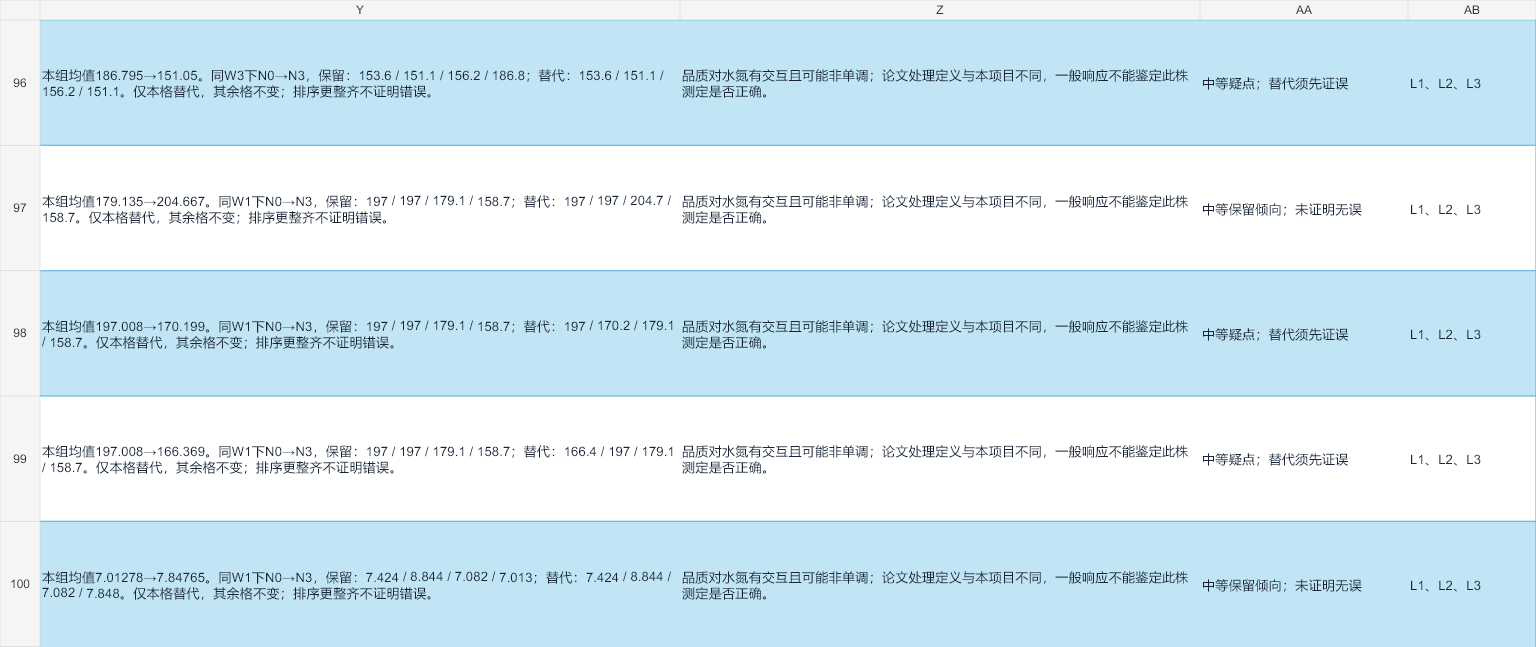 Y Z AA AB
96
本组均值186.795→151.05。同W3下N0→N3，保留：153.6 / 151.1 / 156.2 / 186.8；替代：153.6 / 151.1 /
156.2 / 151.1。仅本格替代，其余格不变；排序更整齐不证明错误。
品质对水氮有交互且可能非单调；论文处理定义与本项目不同，一般响应不能鉴定此株
测定是否正确。
中等疑点；替代须先证误
L1、L2、L3
97
本组均值179.135→204.667。同W1下N0→N3，保留：197 / 197 / 179.1 / 158.7；替代：197 / 197 / 204.7 /
158.7。仅本格替代，其余格不变；排序更整齐不证明错误。
品质对水氮有交互且可能非单调；论文处理定义与本项目不同，一般响应不能鉴定此株
测定是否正确。
中等保留倾向；未证明无误
L1、L2、L3
98
本组均值197.008→170.199。同W1下N0→N3，保留：197 / 197 / 179.1 / 158.7；替代：197 / 170.2 / 179.1
/ 158.7。仅本格替代，其余格不变；排序更整齐不证明错误。
品质对水氮有交互且可能非单调；论文处理定义与本项目不同，一般响应不能鉴定此株
测定是否正确。
中等疑点；替代须先证误
L1、L2、L3
99
本组均值197.008→166.369。同W1下N0→N3，保留：197 / 197 / 179.1 / 158.7；替代：166.4 / 197 / 179.1
/ 158.7。仅本格替代，其余格不变；排序更整齐不证明错误。
品质对水氮有交互且可能非单调；论文处理定义与本项目不同，一般响应不能鉴定此株
测定是否正确。
中等疑点；替代须先证误
L1、L2、L3
100
本组均值7.01278→7.84765。同W1下N0→N3，保留：7.424 / 8.844 / 7.082 / 7.013；替代：7.424 / 8.844 /
7.082 / 7.848。仅本格替代，其余格不变；排序更整齐不证明错误。
品质对水氮有交互且可能非单调；论文处理定义与本项目不同，一般响应不能鉴定此株
测定是否正确。
中等保留倾向；未证明无误
L1、L2、L3